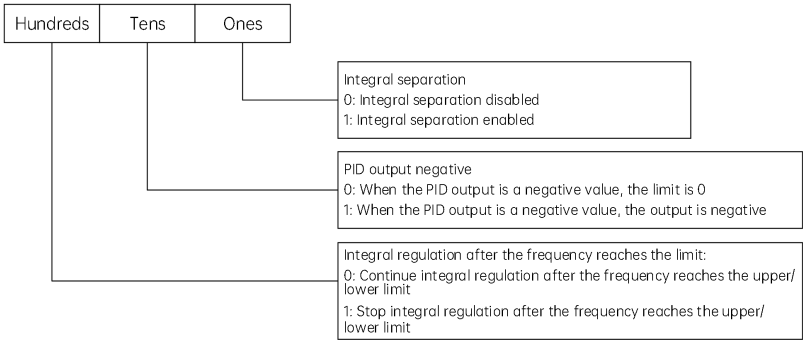 Hundreds Tens Ones
Integral separation
0: Integral separation disabled
1: Integral separation enabled
PID output negative
0: When the PID output is a negative value, the limit is 0
1: When the PID output is a negative value, the output is negative
Integral regulation after the frequency reaches the limit:
0: Continue integral regulation after the frequency reaches the upper/
lower limit
1: Stop integral regulation after the frequency reaches the upper/
lower limit